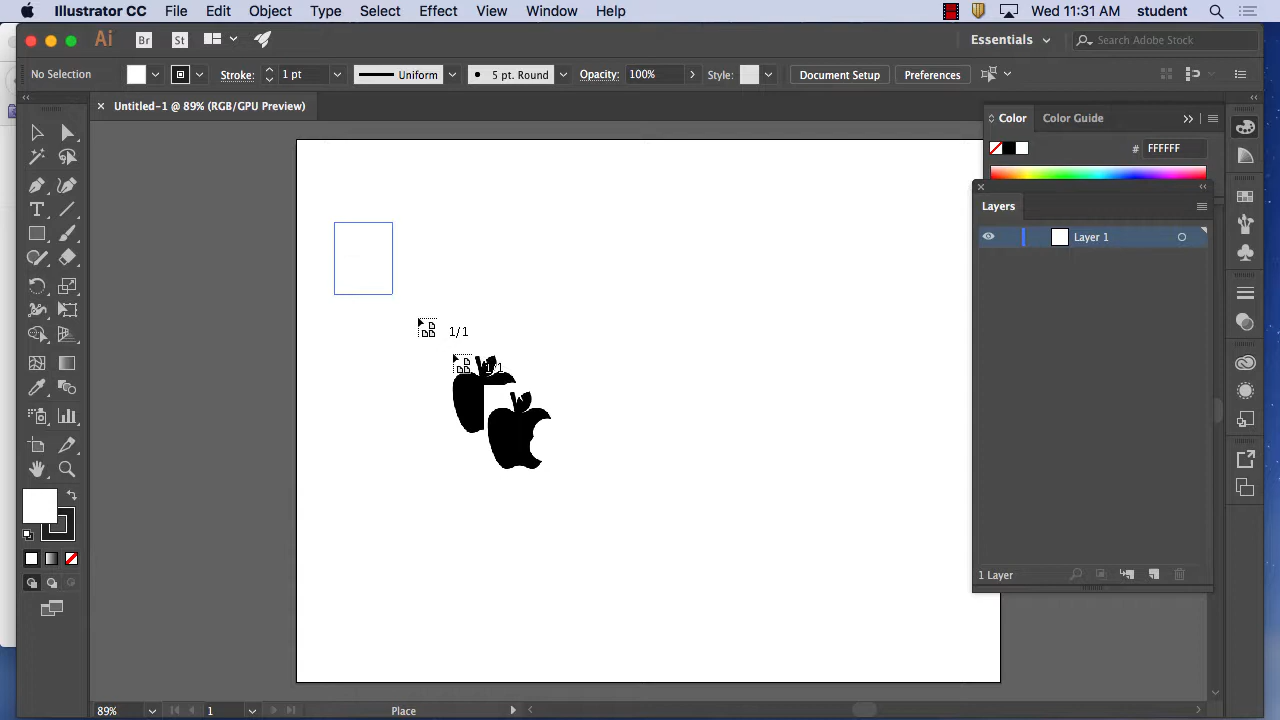 Illustrator CC File Edit Object Type Select Effect View Window Help Wed 11:31 AM student
Ai Br St Essentials Search Adobe Stock
No Selection Stroke: 1 pt Uniform 5 pt. Round Opacity: 100% Style: Document Setup Preferences
Untitled-1 @ 89% (RGB/GPU Preview)
Color Color Guide
# FFFFFF
Layers
Layer 1
1/1
1 Layer
89% 1 Place